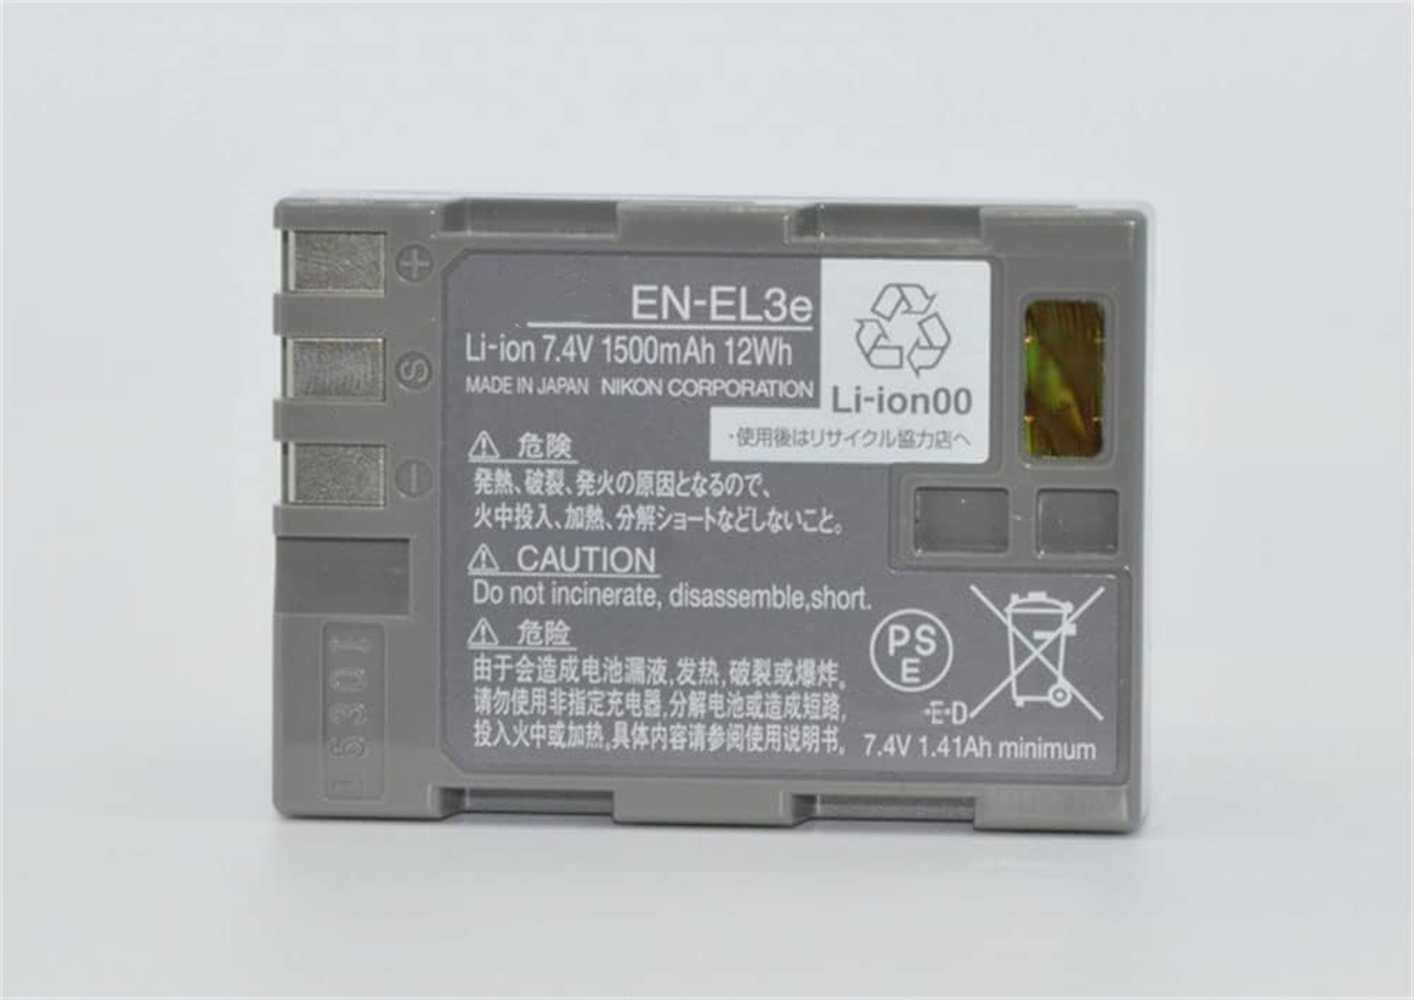 EN-EL3e
Li-ion 7.4V 1500mAh 12Wh
MADE IN JAPAN NIKON CORPORATION
Li-ion00
・使用後はリサイクル協力店へ
+
S
−
危険
発熱、破裂、発火の原因となるので、
火中投入、加熱、分解ショートなどしないこと。
CAUTION
Do not incinerate, disassemble,short.
危险
由于会造成电池漏液,发热,破裂或爆炸。
请勿使用非指定充电器,分解电池或造成短路,
投入火中或加热。具体内容请参阅使用说明书。
PS
E
-E-D
7.4V 1.41Ah minimum